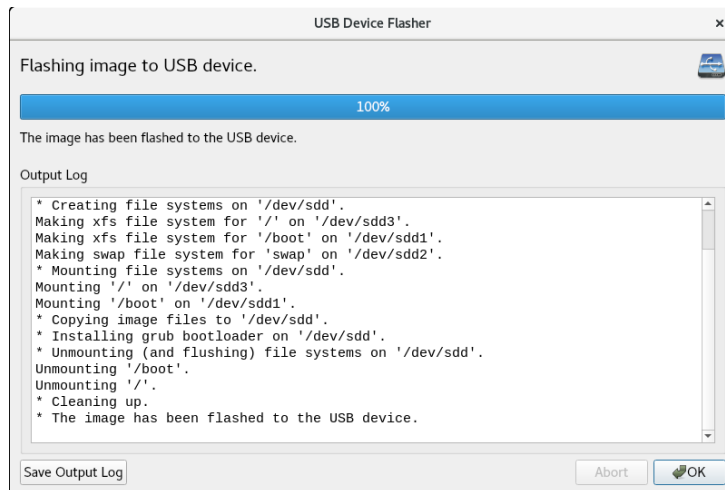 USB Device Flasher
Flashing image to USB device.
100%
The image has been flashed to the USB device.
Output Log
* Creating file systems on '/dev/sdd'.
Making xfs file system for '/' on '/dev/sdd3'.
Making xfs file system for '/boot' on '/dev/sdd1'.
Making swap file system for 'swap' on '/dev/sdd2'.
* Mounting file systems on '/dev/sdd'.
Mounting '/' on '/dev/sdd3'.
Mounting '/boot' on '/dev/sdd1'.
* Copying image files to '/dev/sdd'.
* Installing grub bootloader on '/dev/sdd'.
* Unmounting (and flushing) file systems on '/dev/sdd'.
Unmounting '/boot'.
Unmounting '/'.
* Cleaning up.
* The image has been flashed to the USB device.
Save Output Log
Abort
OK